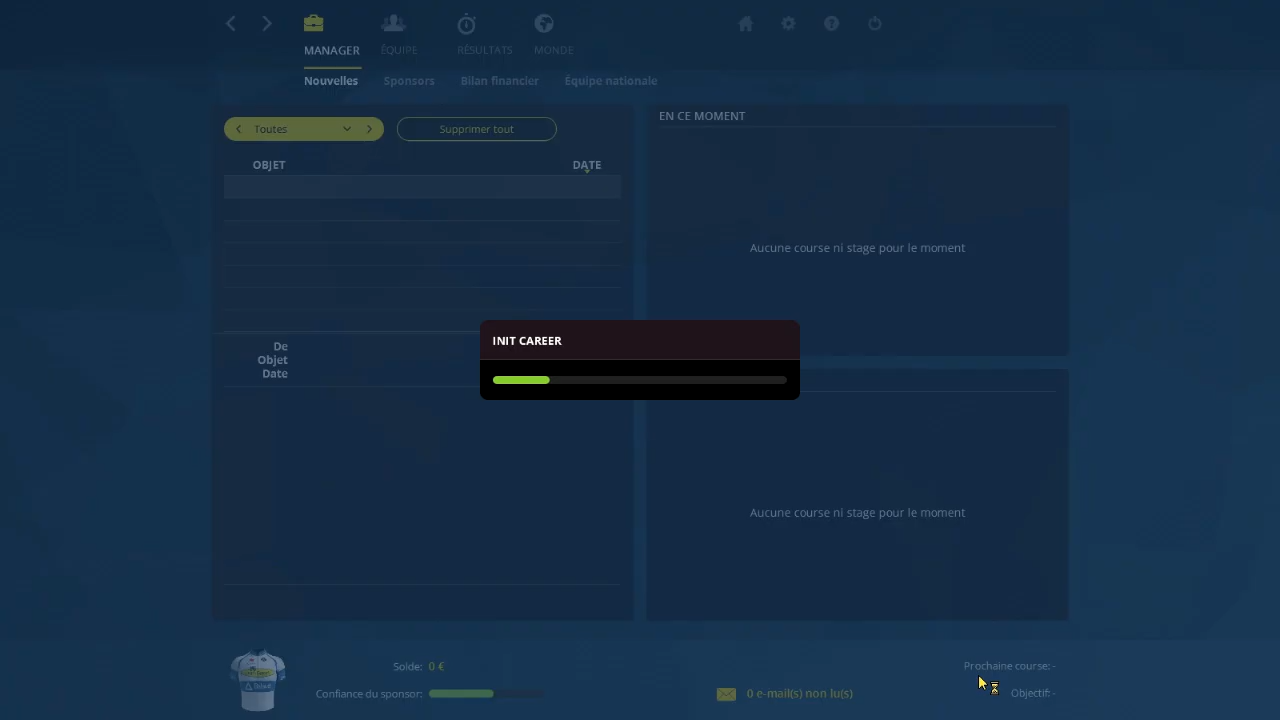 MANAGER
ÉQUIPE
RÉSULTATS
MONDE
Nouvelles
Sponsors
Bilan financier
Équipe nationale
Toutes
Supprimer tout
OBJET
DATE
De
Objet
Date
EN CE MOMENT
Aucune course ni stage pour le moment
INIT CAREER
Aucune course ni stage pour le moment
Solde: 0 €
Confiance du sponsor:
0 e-mail(s) non lu(s)
Prochaine course: -
Objectif: -